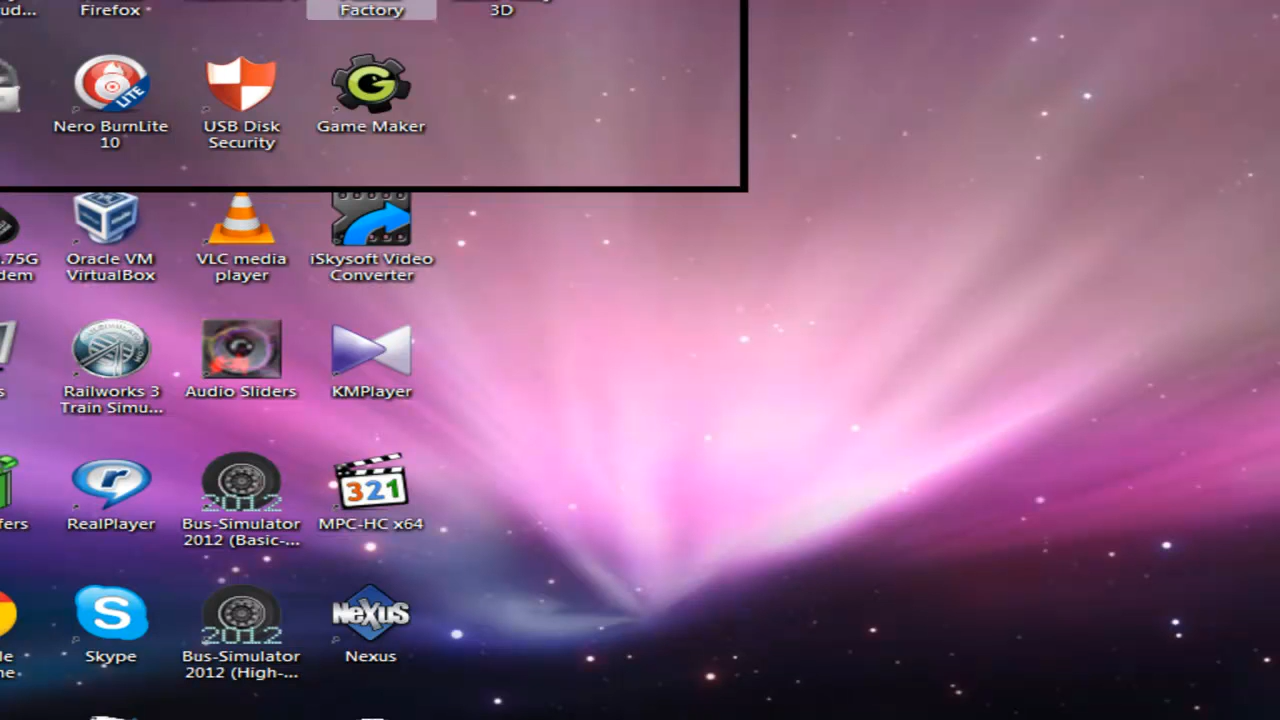 ud...
Firefox
Factory
3D
LITE
G
Nero BurnLite
10
USB Disk
Security
Game Maker
.75G
dem
Oracle VM
VirtualBox
VLC media
player
iSkysoft Video
Converter
s
Railworks 3
Train Simu...
Audio Sliders
KMPlayer
r
2012
321
fers
RealPlayer
Bus-Simulator
2012 (Basic-...
MPC-HC x64
S
2012
NeXuS
le
ne
Skype
Bus-Simulator
2012 (High-...
Nexus